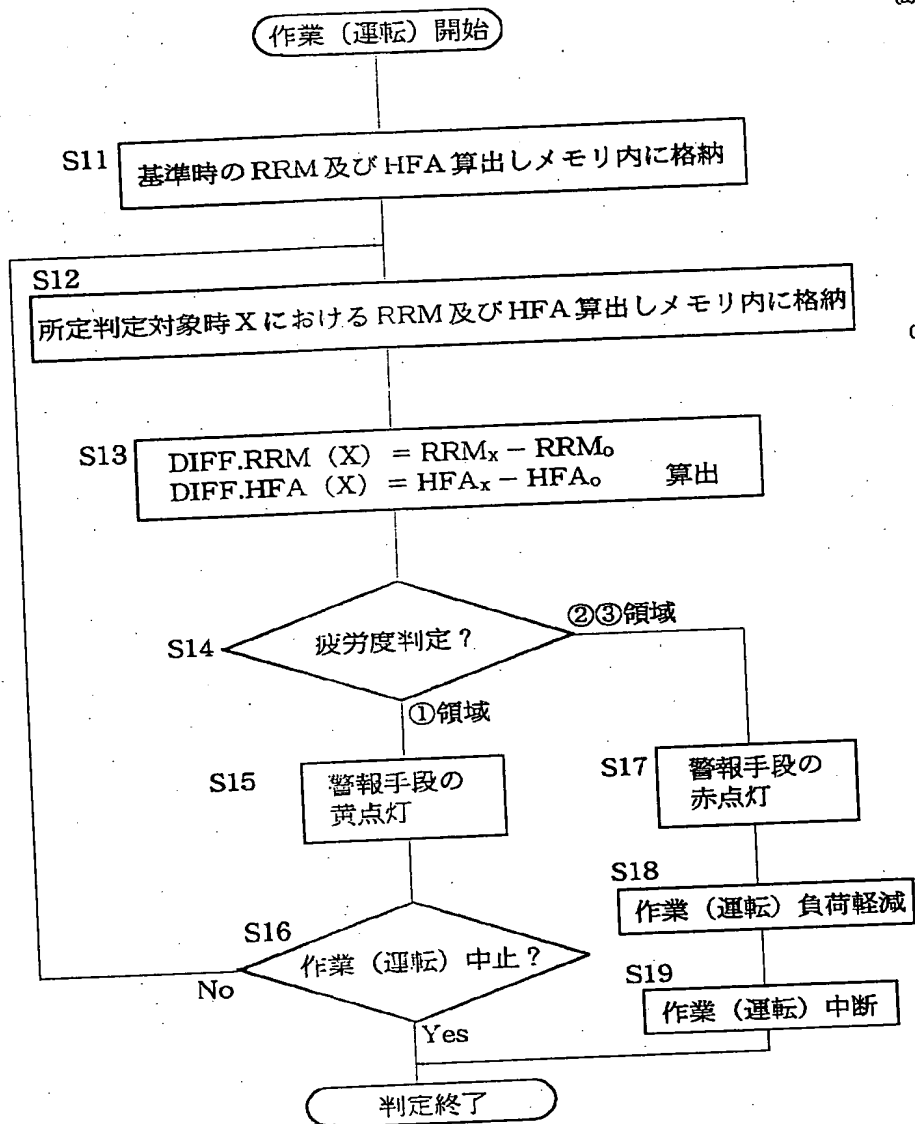 作業（運転）開始
S11
基準時のRRM及びHFA算出しメモリ内に格納
S12
所定判定対象時XにおけるRRM及びHFA算出しメモリ内に格納
S13
DIFF.RRM（X）＝RRMx－RRMo
DIFF.HFA（X）＝HFAx－HFAo 算出
S14
疲労度判定？
②③領域
①領域
S15
警報手段の
黄点灯
S17
警報手段の
赤点灯
S18
作業（運転）負荷軽減
S16
作業（運転）中止？
No
Yes
S19
作業（運転）中断
判定終了